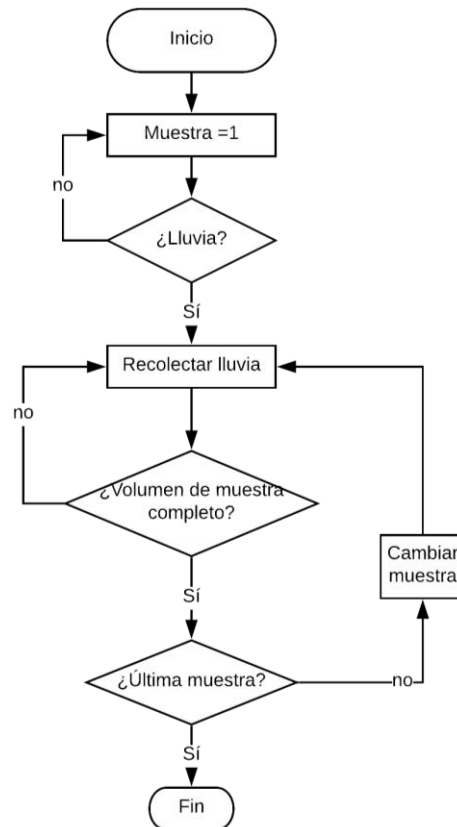 Inicio
Muestra =1
no
¿Lluvia?
Sí
Recolectar lluvia
no
¿Volumen de muestra
completo?
Cambiar
muestra
Sí
¿Última muestra?
no
Sí
Fin